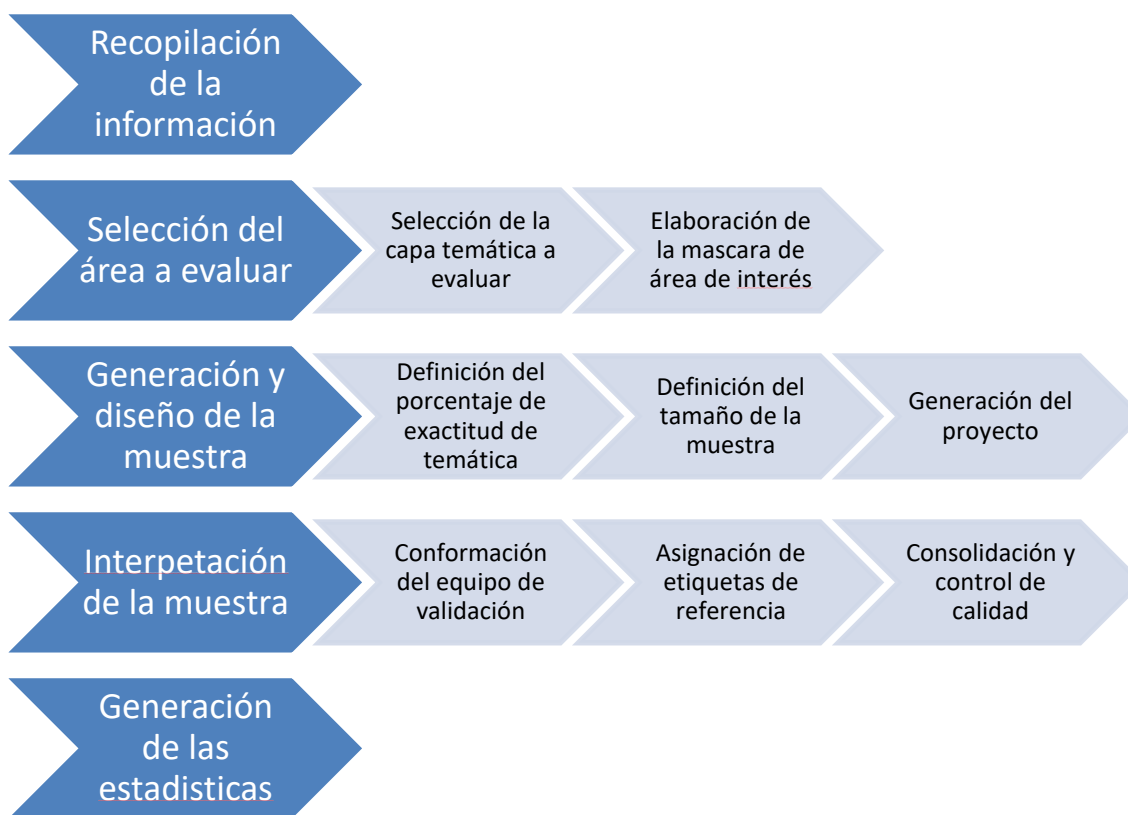 Recopilación
de la
información
Selección del
área a evaluar
Selección de la
capa temática a
evaluar
Elaboración de
la mascara de
área de interés
Generación y
diseño de la
muestra
Definición del
porcentaje de
exactitud de
temática
Definición del
tamaño de la
muestra
Generación del
proyecto
Interpetación
de la muestra
Conformación
del equipo de
validación
Asignación de
etiquetas de
referencia
Consolidación y
control de
calidad
Generación
de las
estadisticas